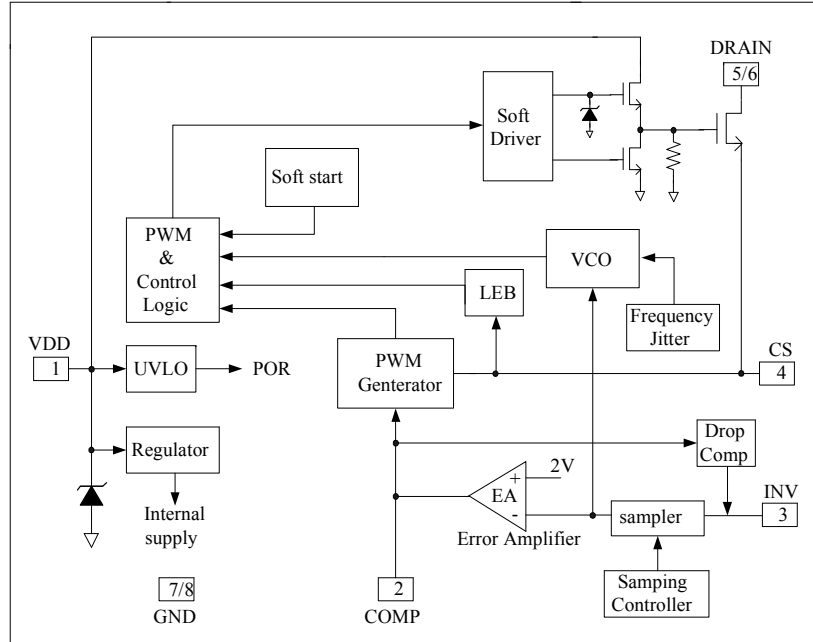 DRAIN
5/6
Soft
Driver
Soft start
PWM
&
Control
Logic
VCO
LEB
Frequency
Jitter
VDD
1
UVLO
POR
PWM
Genterator
CS
4
Regulator
Drop
Comp
2V
+
EA
-
INV
3
sampler
Internal
supply
Error Amplifier
7/8
GND
2
COMP
Samping
Controller